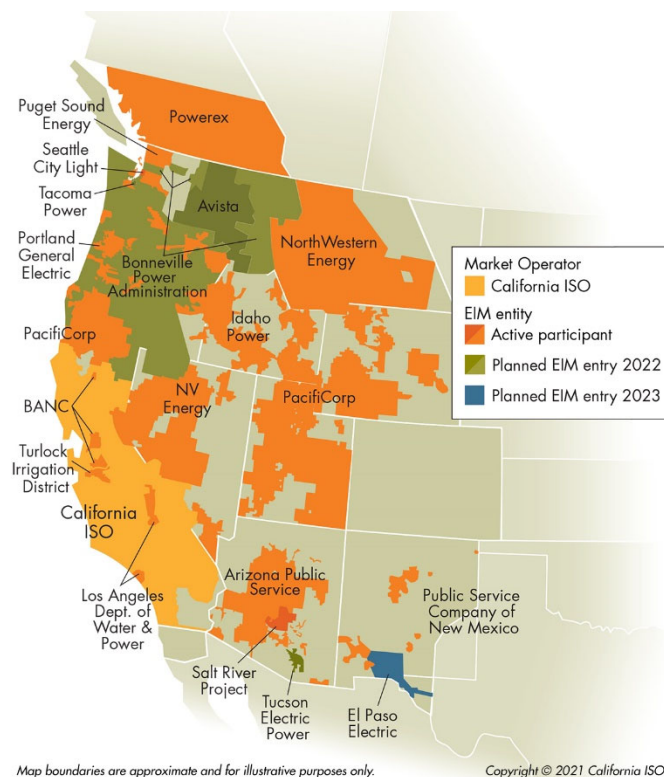 Puget Sound
Energy
Powerex
Seattle
City Light
Tacoma
Power
Avista
Portland
General
Electric
Bonneville
Power
Administration
NorthWestern
Energy
Market Operator
California ISO
EIM entity
Active participant
Planned EIM entry 2022
Planned EIM entry 2023
PacifiCorp
Idaho
Power
BANC
NV
Energy
PacifiCorp
Turlock
Irrigation
District
California
ISO
Los Angeles
Dept. of
Water &
Power
Arizona Public
Service
Public Service
Company of
New Mexico
Salt River
Project
Tucson
Electric
Power
El Paso
Electric
Map boundaries are approximate and for illustrative purposes only.
Copyright © 2021 California ISO